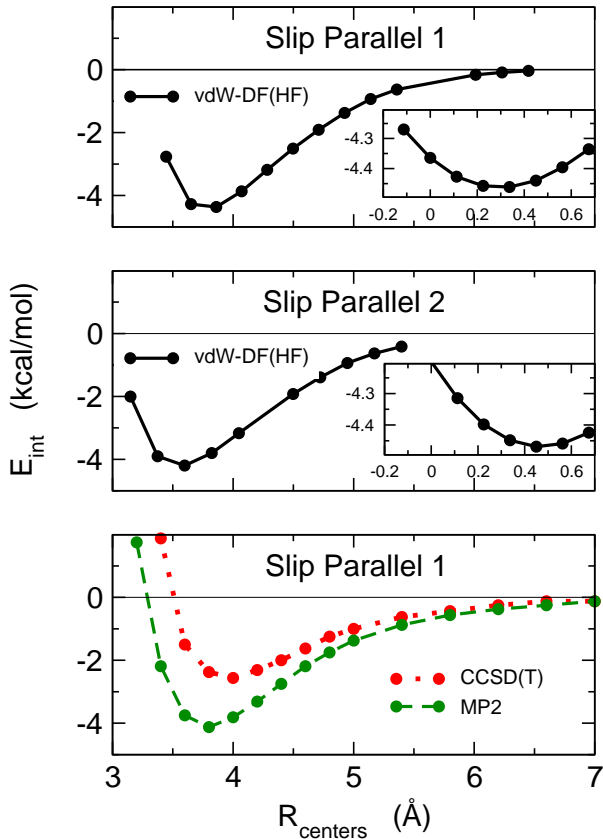 Slip Parallel 1
0
vdW-DF(HF)
-2
-4.3
-4.4
-4
-0.2 0 0.2 0.4 0.6
Slip Parallel 2
0
vdW-DF(HF)
-2
-4.3
-4.4
-4
-0.2 0 0.2 0.4 0.6
E_int (kcal/mol)
Slip Parallel 1
0
-2
CCSD(T)
MP2
-4
3 4 5 6 7
R_centers (Å)